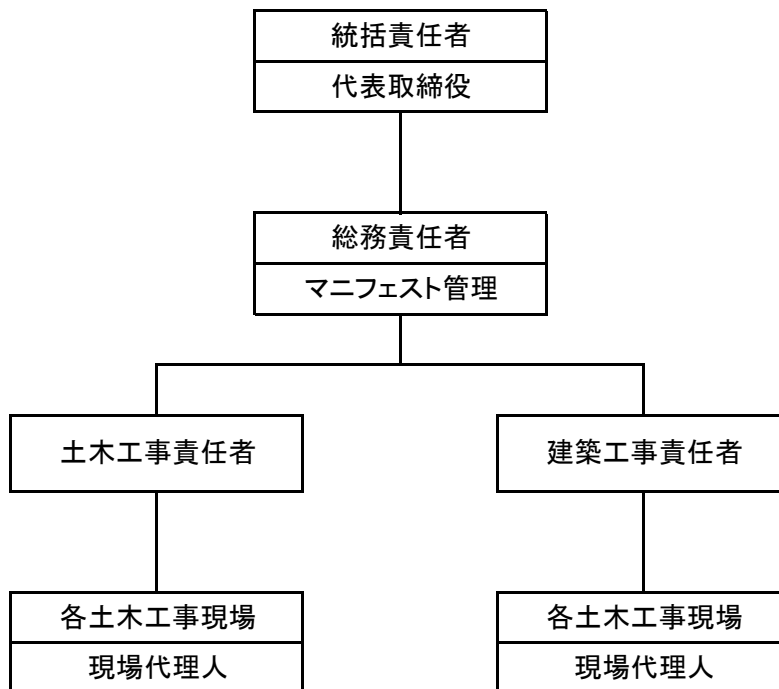 統括責任者
代表取締役
総務責任者
マニフェスト管理
土木工事責任者
建築工事責任者
各土木工事現場
現場代理人
各土木工事現場
現場代理人